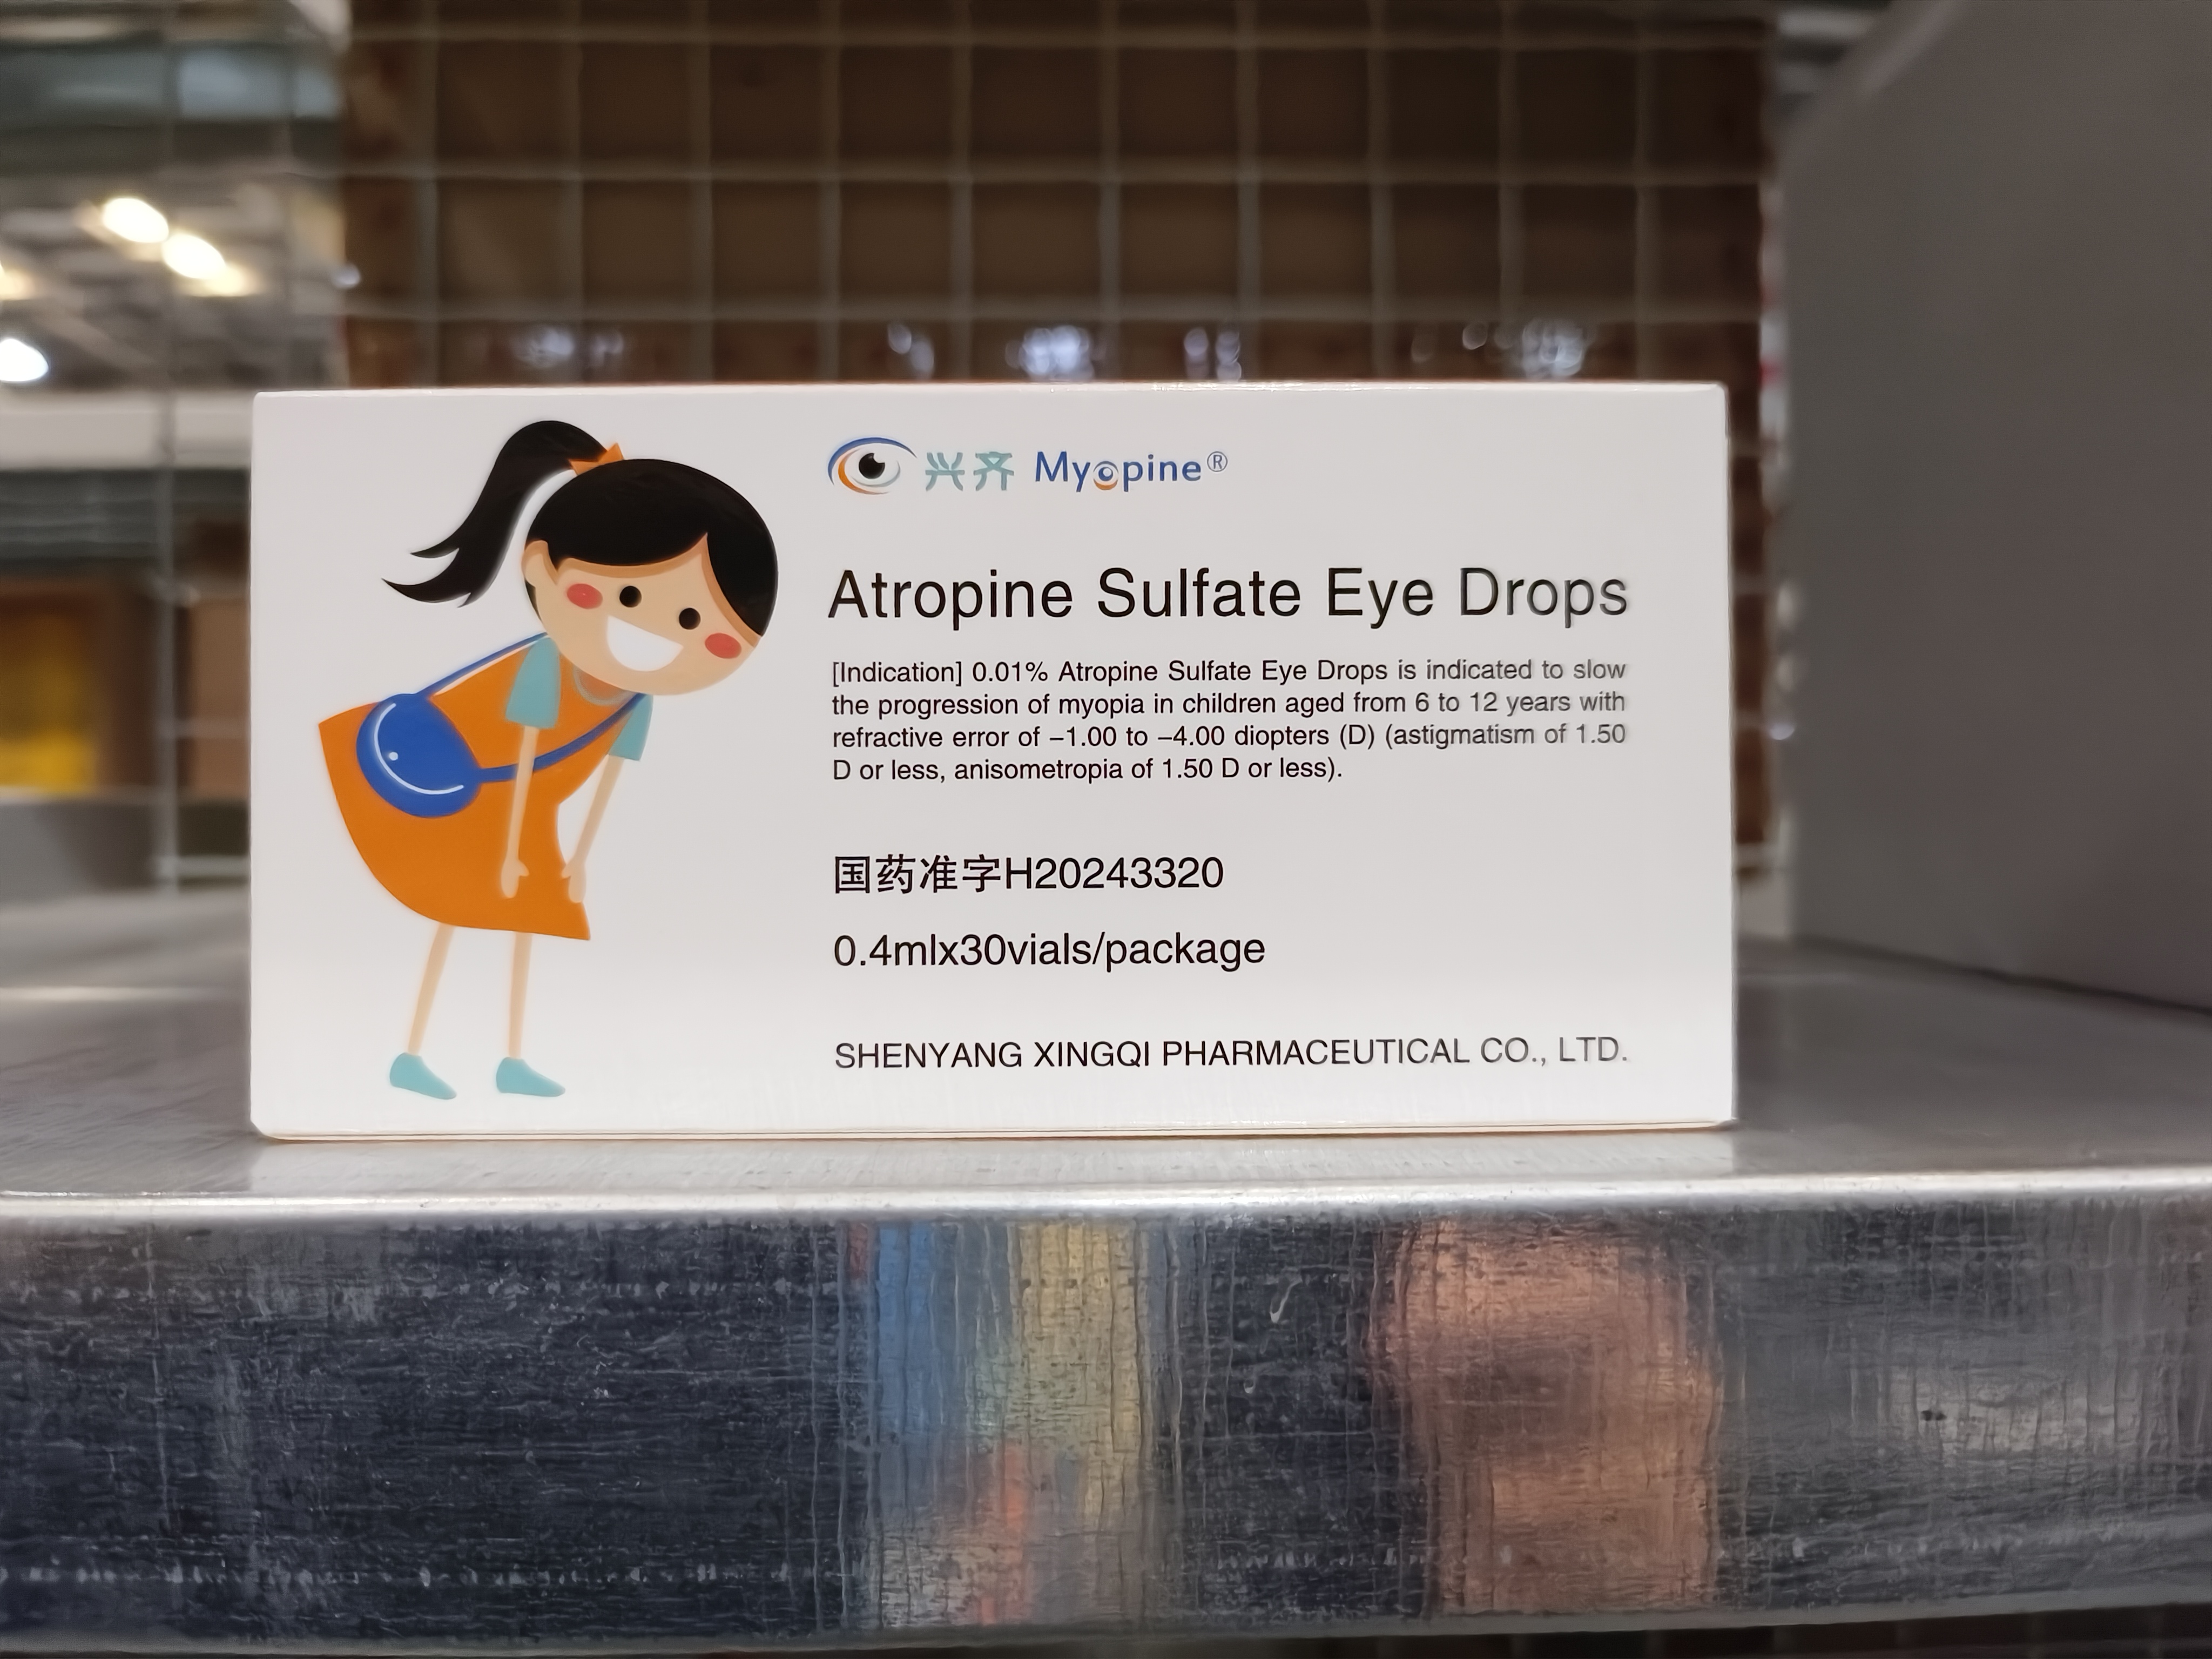 兴齐 Myopine®
Atropine Sulfate Eye Drops
[Indication] 0.01% Atropine Sulfate Eye Drops is indicated to slow
the progression of myopia in children aged from 6 to 12 years with
refractive error of −1.00 to −4.00 diopters (D) (astigmatism of 1.50
D or less, anisometropia of 1.50 D or less).
国药准字H20243320
0.4mlx30vials/package
SHENYANG XINGQI PHARMACEUTICAL CO., LTD.